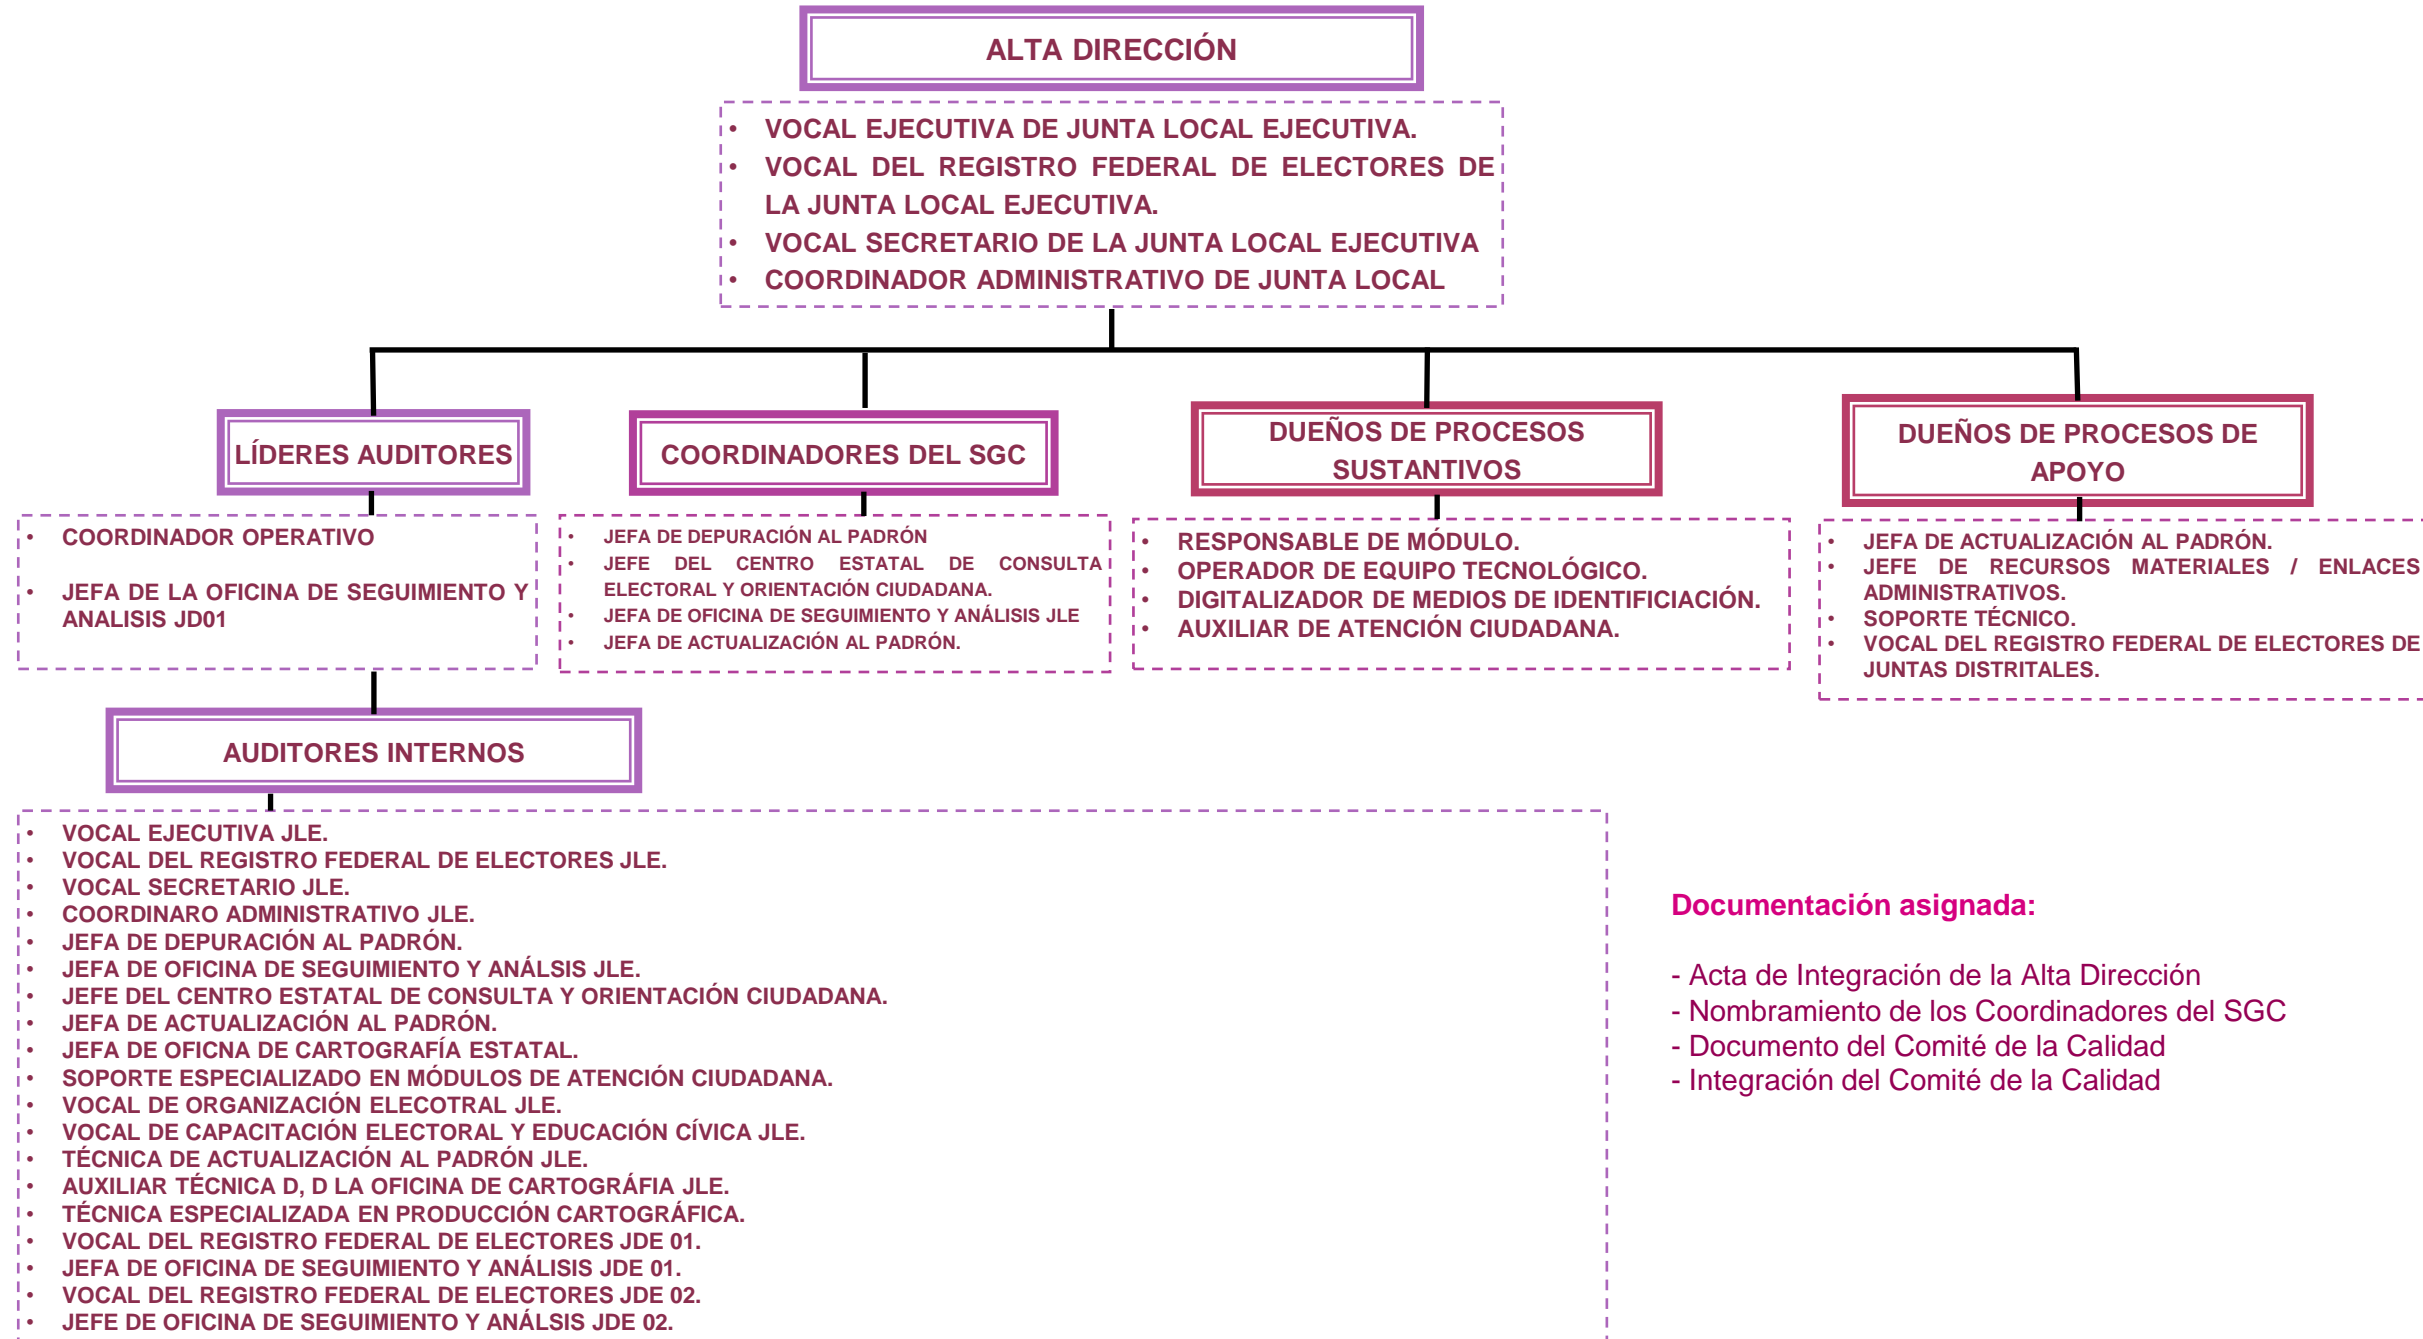 ALTA DIRECCIÓN
• VOCAL EJECUTIVA DE JUNTA LOCAL EJECUTIVA.
• VOCAL DEL REGISTRO FEDERAL DE ELECTORES DE
LA JUNTA LOCAL EJECUTIVA.
• VOCAL SECRETARIO DE LA JUNTA LOCAL EJECUTIVA
• COORDINADOR ADMINISTRATIVO DE JUNTA LOCAL
LÍDERES AUDITORES
• COORDINADOR OPERATIVO
• JEFA DE LA OFICINA DE SEGUIMIENTO Y
ANALISIS JD01
COORDINADORES DEL SGC
• JEFA DE DEPURACIÓN AL PADRÓN
• JEFE DEL CENTRO ESTATAL DE CONSULTA
ELECTORAL Y ORIENTACIÓN CIUDADANA.
• JEFA DE OFICINA DE SEGUIMIENTO Y ANÁLISIS JLE
• JEFA DE ACTUALIZACIÓN AL PADRÓN.
DUEÑOS DE PROCESOS
SUSTANTIVOS
• RESPONSABLE DE MÓDULO.
• OPERADOR DE EQUIPO TECNOLÓGICO.
• DIGITALIZADOR DE MEDIOS DE IDENTIFICIACIÓN.
• AUXILIAR DE ATENCIÓN CIUDADANA.
DUEÑOS DE PROCESOS DE
APOYO
• JEFA DE ACTUALIZACIÓN AL PADRÓN.
• JEFE DE RECURSOS MATERIALES / ENLACES
ADMINISTRATIVOS.
• SOPORTE TÉCNICO.
• VOCAL DEL REGISTRO FEDERAL DE ELECTORES DE
JUNTAS DISTRITALES.
AUDITORES INTERNOS
• VOCAL EJECUTIVA JLE.
• VOCAL DEL REGISTRO FEDERAL DE ELECTORES JLE.
• VOCAL SECRETARIO JLE.
• COORDINARO ADMINISTRATIVO JLE.
• JEFA DE DEPURACIÓN AL PADRÓN.
• JEFA DE OFICINA DE SEGUIMIENTO Y ANÁLSIS JLE.
• JEFE DEL CENTRO ESTATAL DE CONSULTA Y ORIENTACIÓN CIUDADANA.
• JEFA DE ACTUALIZACIÓN AL PADRÓN.
• JEFA DE OFICNA DE CARTOGRAFÍA ESTATAL.
• SOPORTE ESPECIALIZADO EN MÓDULOS DE ATENCIÓN CIUDADANA.
• VOCAL DE ORGANIZACIÓN ELECOTRAL JLE.
• VOCAL DE CAPACITACIÓN ELECTORAL Y EDUCACIÓN CÍVICA JLE.
• TÉCNICA DE ACTUALIZACIÓN AL PADRÓN JLE.
• AUXILIAR TÉCNICA D, D LA OFICINA DE CARTOGRÁFIA JLE.
• TÉCNICA ESPECIALIZADA EN PRODUCCIÓN CARTOGRÁFICA.
• VOCAL DEL REGISTRO FEDERAL DE ELECTORES JDE 01.
• JEFA DE OFICINA DE SEGUIMIENTO Y ANÁLISIS JDE 01.
• VOCAL DEL REGISTRO FEDERAL DE ELECTORES JDE 02.
• JEFE DE OFICINA DE SEGUIMIENTO Y ANÁLSIS JDE 02.
Documentación asignada:
- Acta de Integración de la Alta Dirección
- Nombramiento de los Coordinadores del SGC
- Documento del Comité de la Calidad
- Integración del Comité de la Calidad